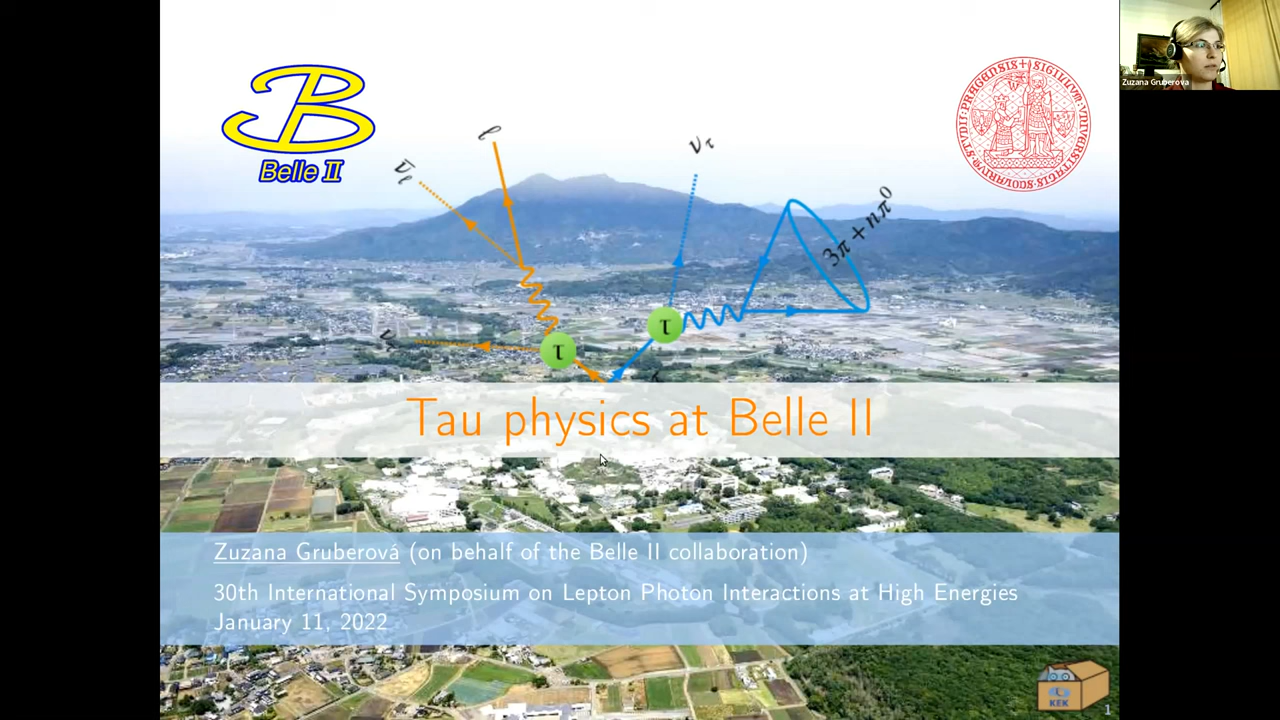 Zuzana Gruberova
B
Belle II
ℓ
ν̄ℓ
ντ
3π + nπ⁰
τ
τ
Tau physics at Belle II
Zuzana Gruberová (on behalf of the Belle II collaboration)
30th International Symposium on Lepton Photon Interactions at High Energies
January 11, 2022
KEK
1